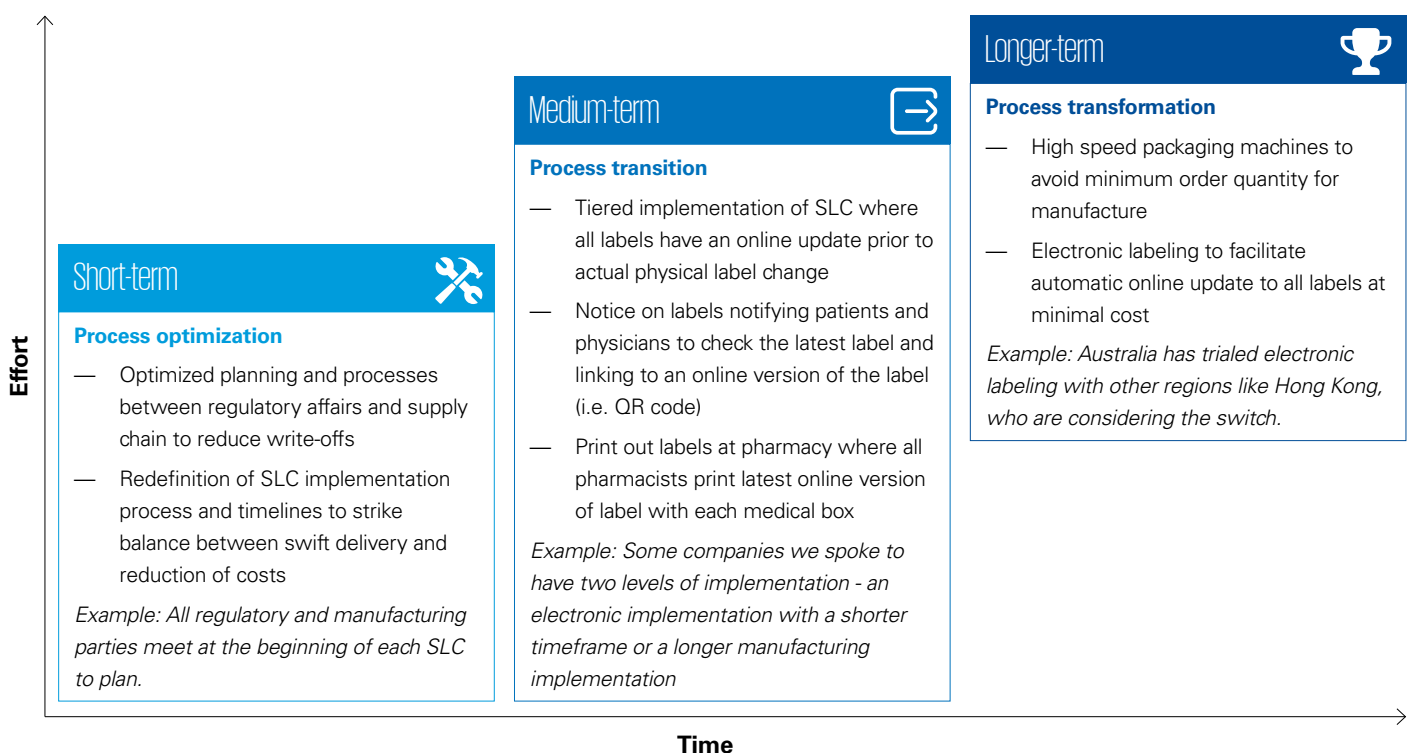 Effort
Short-term
Process optimization
— Optimized planning and processes
between regulatory affairs and supply
chain to reduce write-offs
— Redefinition of SLC implementation
process and timelines to strike
balance between swift delivery and
reduction of costs
Example: All regulatory and manufacturing
parties meet at the beginning of each SLC
to plan.
Medium-term
Process transition
— Tiered implementation of SLC where
all labels have an online update prior to
actual physical label change
— Notice on labels notifying patients and
physicians to check the latest label and
linking to an online version of the label
(i.e. QR code)
— Print out labels at pharmacy where all
pharmacists print latest online version
of label with each medical box
Example: Some companies we spoke to
have two levels of implementation - an
electronic implementation with a shorter
timeframe or a longer manufacturing
implementation
Longer-term
Process transformation
— High speed packaging machines to
avoid minimum order quantity for
manufacture
— Electronic labeling to facilitate
automatic online update to all labels at
minimal cost
Example: Australia has trialed electronic
labeling with other regions like Hong Kong,
who are considering the switch.
Time